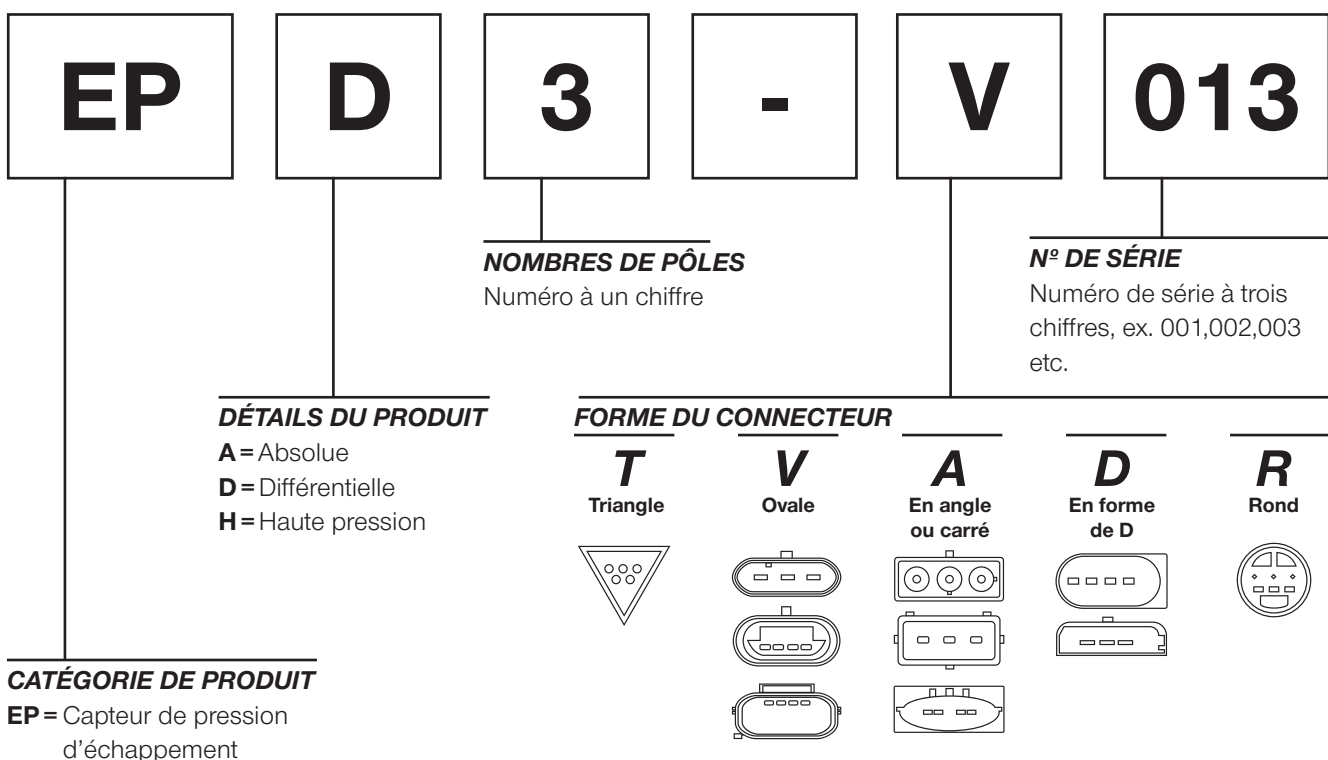 EP D 3 - V 013
NOMBRES DE PÔLES
Numéro à un chiffre
Nº DE SÉRIE
Numéro de série à trois
chiffres, ex. 001,002,003
etc.
DÉTAILS DU PRODUIT
A = Absolue
D = Différentielle
H = Haute pression
FORME DU CONNECTEUR
T
Triangle
V
Ovale
A
En angle
ou carré
D
En forme
de D
R
Rond
CATÉGORIE DE PRODUIT
EP = Capteur de pression
d'échappement